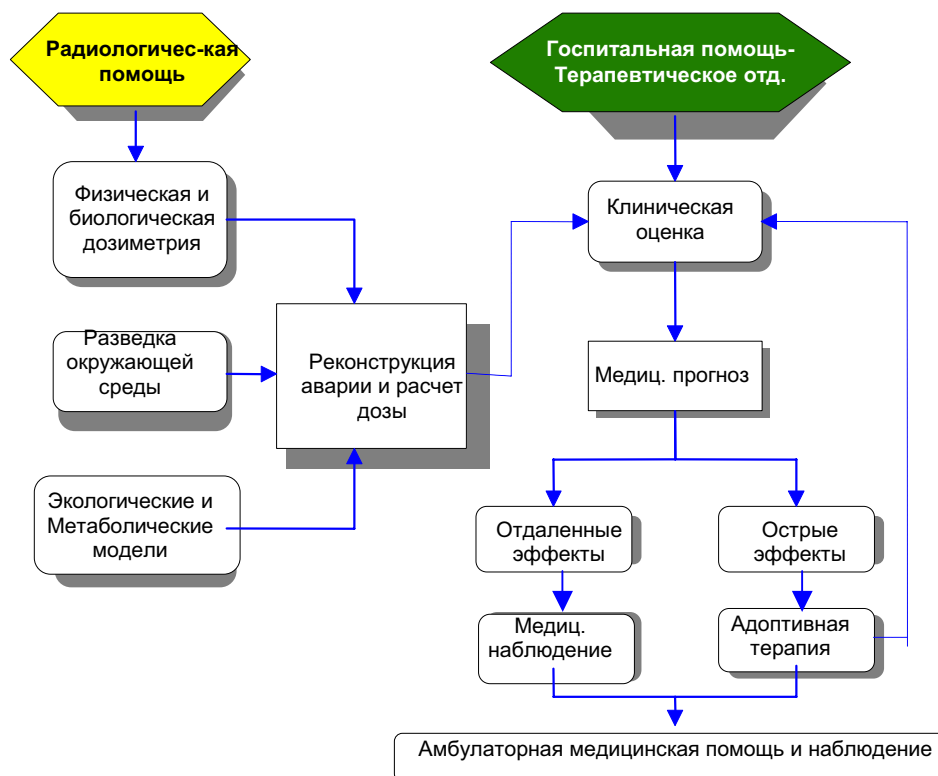 Радиологичес-кая
помощь
Госпитальная помощь-
Терапевтическое отд.
Физическая и
биологическая
дозиметрия
Клиническая
оценка
Разведка
окружающей
среды
Реконструкция
аварии и расчет
дозы
Медиц. прогноз
Экологические и
Метаболические
модели
Отдаленные
эффекты
Острые
эффекты
Медиц.
наблюдение
Адоптивная
терапия
Амбулаторная медицинская помощь и наблюдение